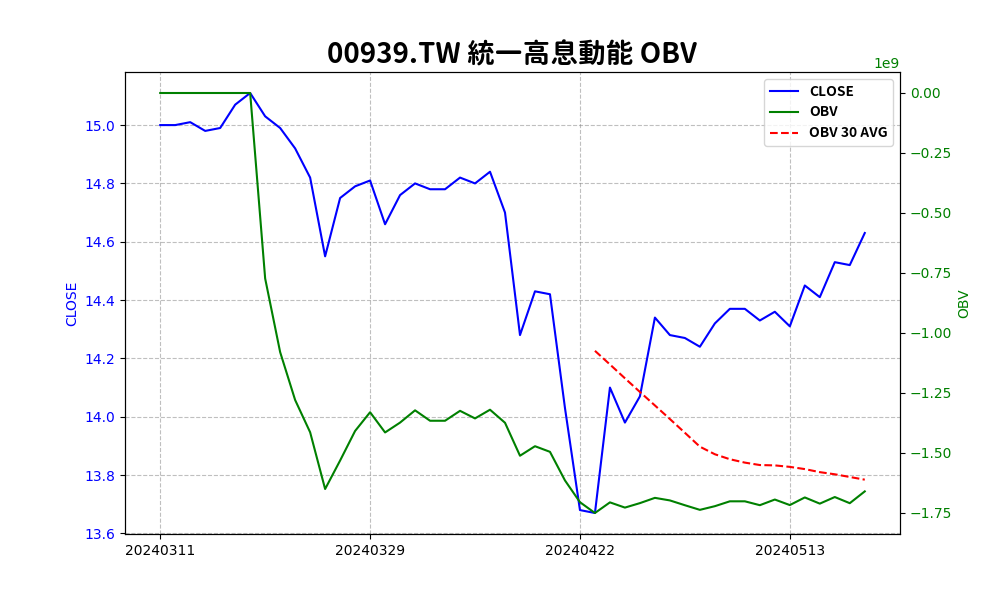 00939.TW 統一高息動能 OBV
1e9
CLOSE
OBV
OBV 30 AVG
15.0
14.8
14.6
14.4
14.2
14.0
13.8
13.6
CLOSE
0.00
−0.25
−0.50
−0.75
−1.00
−1.25
−1.50
−1.75
OBV
20240311
20240329
20240422
20240513